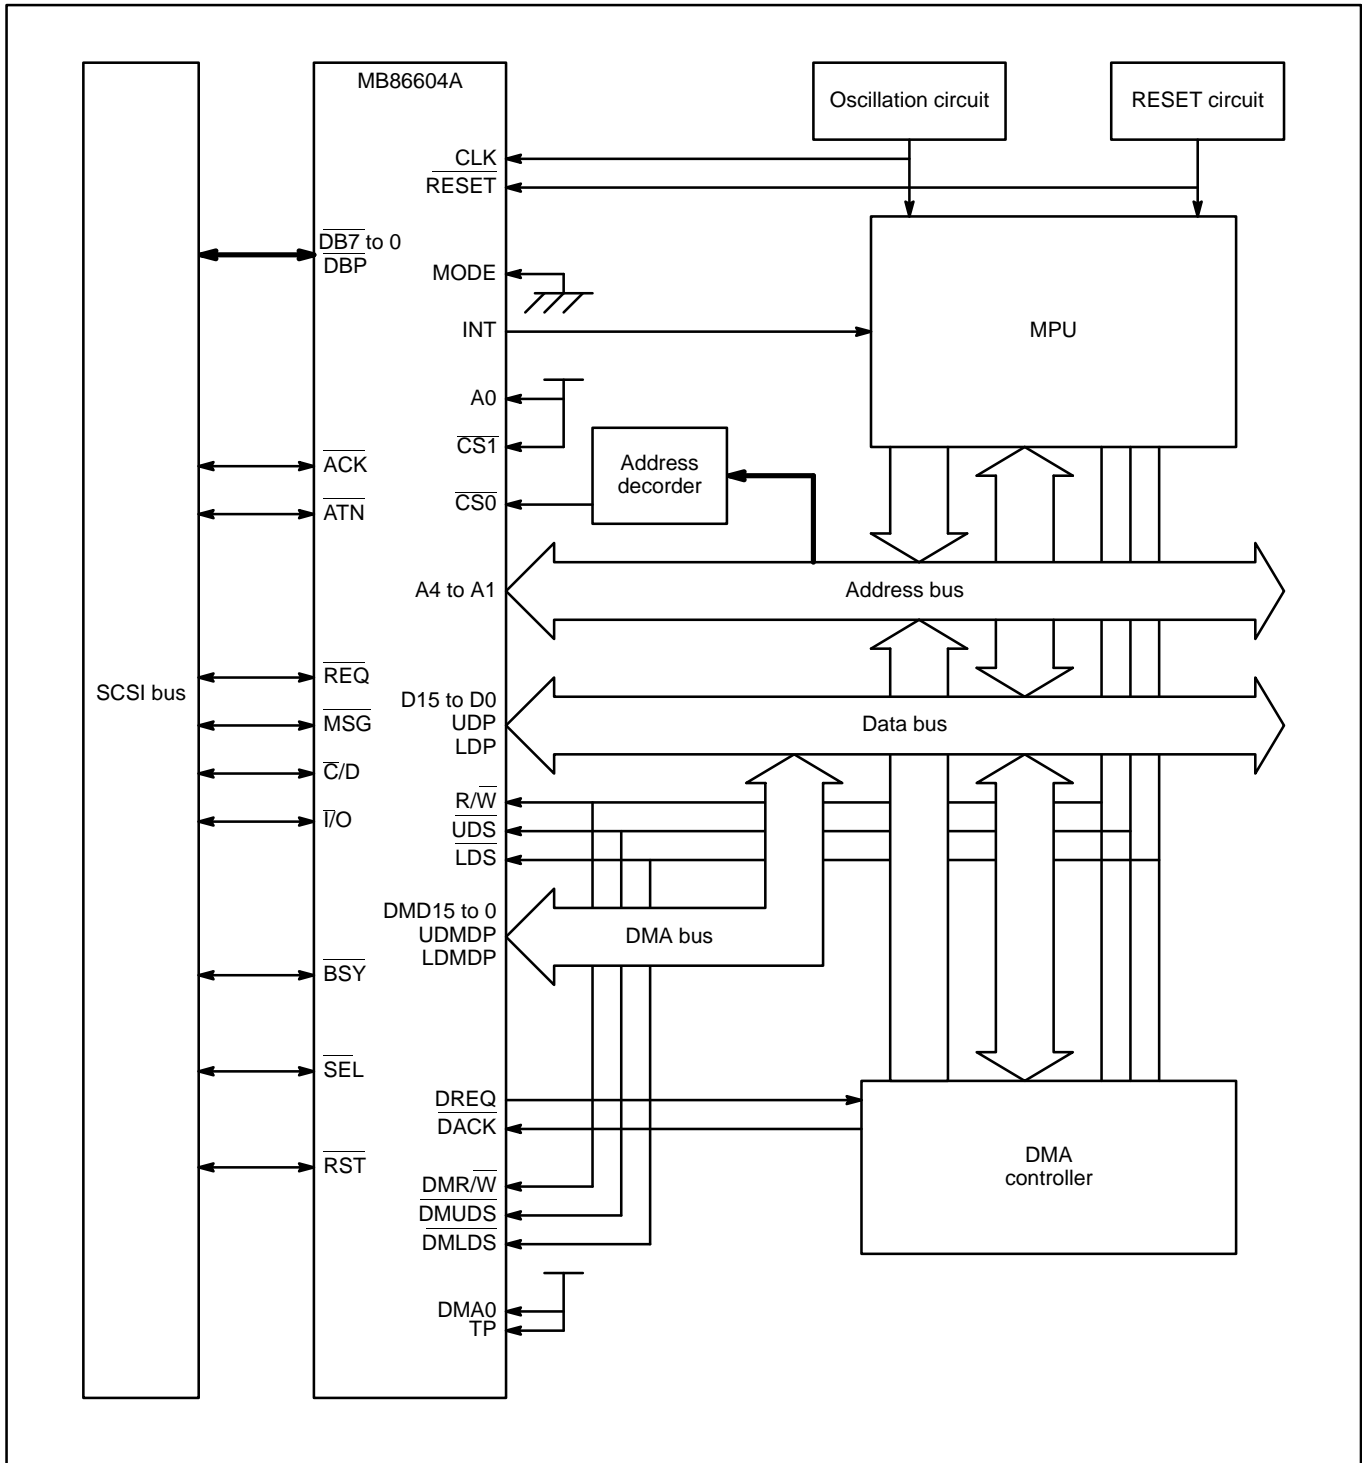 MB86604A
Oscillation circuit
RESET circuit
CLK
RESET
DB7 to 0
DBP
MODE
INT
MPU
A0
CS1
Address
decorder
ACK
CS0
ATN
A4 to A1
Address bus
SCSI bus
REQ
D15 to D0
MSG
UDP
Data bus
LDP
C/D
R/W
I/O
UDS
LDS
DMD15 to 0
UDMDP
DMA bus
LDMDP
BSY
SEL
DREQ
DACK
RST
DMA
controller
DMR/W
DMUDS
DMLDS
DMA0
TP